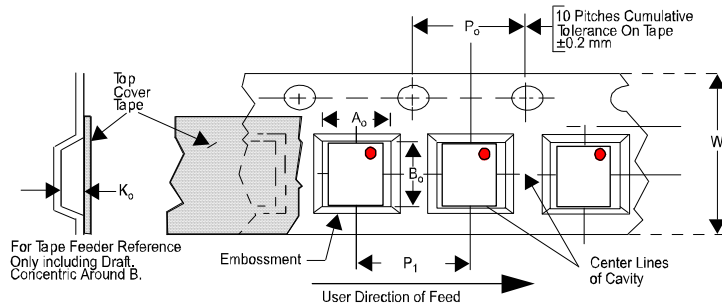 10 Pitches Cumulative
Tolerance On Tape
±0.2 mm
Po
Top
Cover
Tape
Ao
W
Bo
Ko
For Tape Feeder Reference
Only including Draft.
Concentric Around B.
Embossment
P1
Center Lines
of Cavity
User Direction of Feed